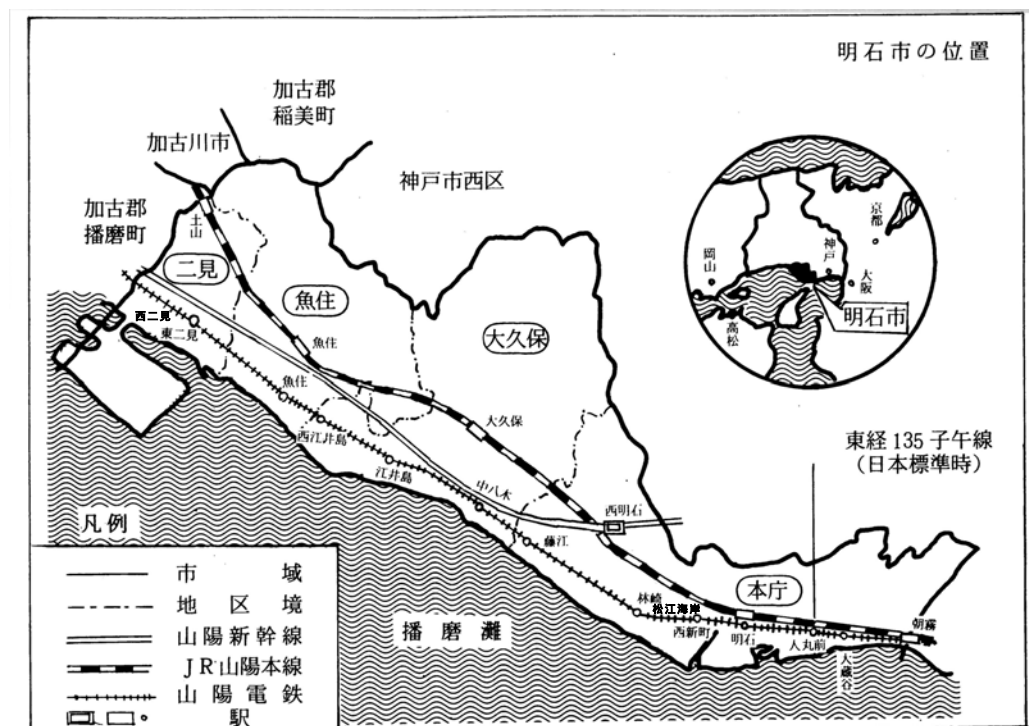 明石市の位置
加古郡
稲美町
加古川市
神戸市西区
加古郡
播磨町
土山
二見
魚住
大久保
西二見
東二見
魚住
魚住
西江井島
江井島
中八木
大久保
西明石
藤江
林崎
松江海岸
西新町
明石
人丸前
大蔵谷
朝霧
本庁
播磨灘
東経135子午線
(日本標準時)
京都
神戸
大阪
岡山
高松
明石市
凡例
市域
地区境
山陽新幹線
JR山陽本線
山陽電鉄
駅